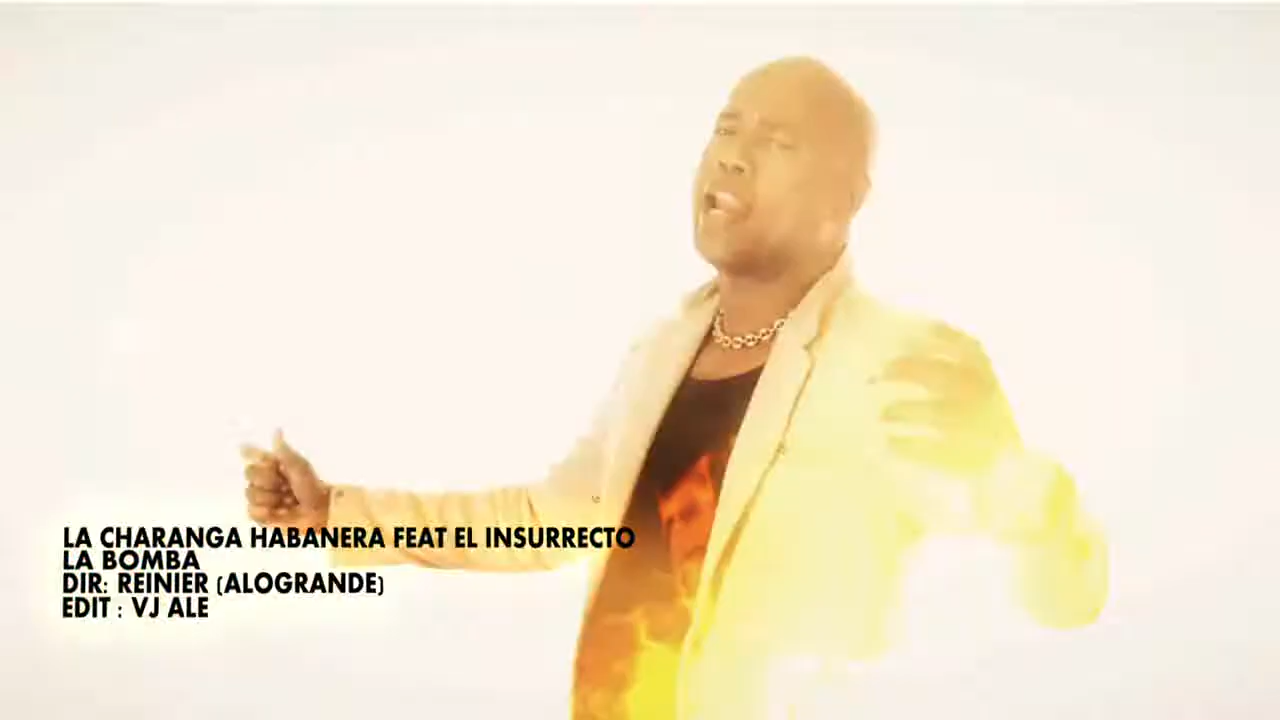 LA CHARANGA HABANERA FEAT EL INSURRECTO
LA BOMBA
DIR: REINIER (ALOGRANDE)
EDIT : VJ ALE